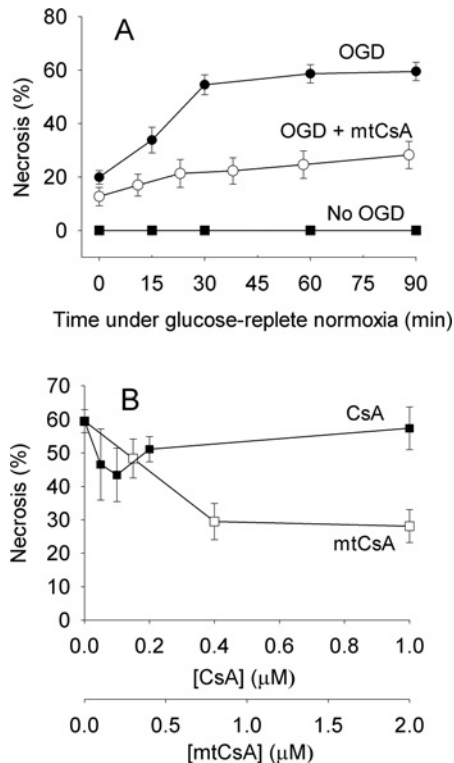 A
80
60
40
20
0
Necrosis (%)
OGD
OGD + mtCsA
No OGD
0 15 30 45 60 75 90
Time under glucose-replete normoxia (min)
B
70
60
50
40
30
20
10
0
Necrosis (%)
CsA
mtCsA
0.0 0.2 0.4 0.6 0.8 1.0
[CsA] (μM)
0.0 0.5 1.0 1.5 2.0
[mtCsA] (μM)